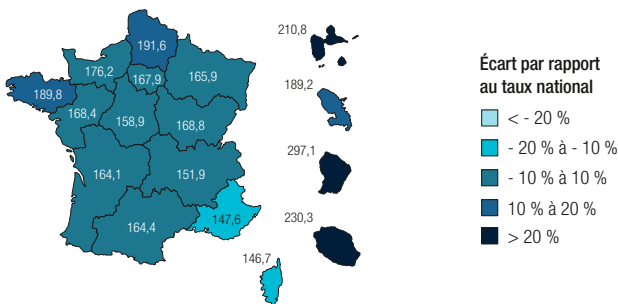 210,8
191,6
176,2
167,9
165,9
189,2
189,8
168,4
158,9
168,8
297,1
164,1
151,9
230,3
147,6
164,4
146,7
Écart par rapport
au taux national
< - 20 %
- 20 % à - 10 %
- 10 % à 10 %
10 % à 20 %
> 20 %